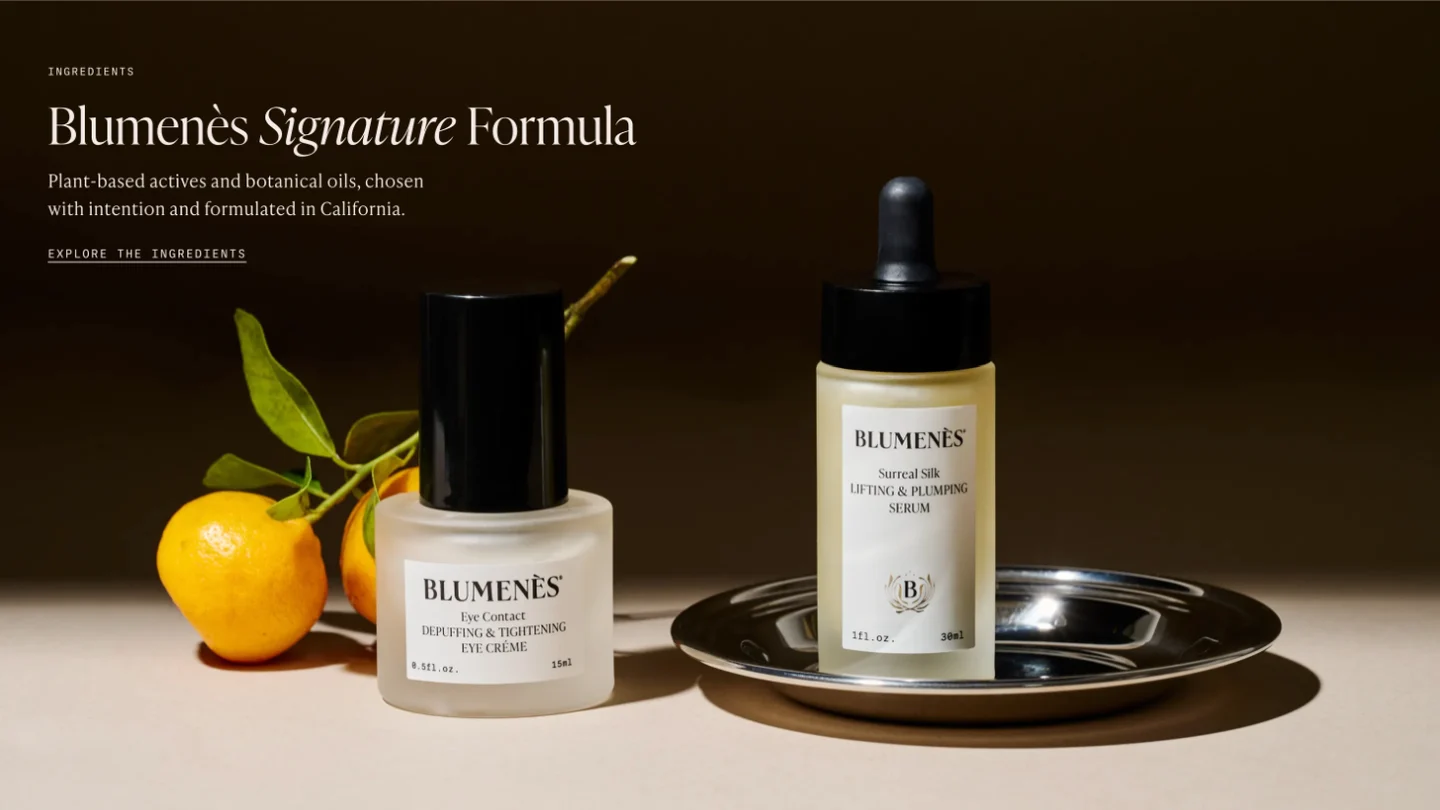 INGREDIENTS
Blumenès Signature Formula
Plant-based actives and botanical oils, chosen
with intention and formulated in California.
EXPLORE THE INGREDIENTS
BLUMENÈS®
Eye Contact
DEPUFFING & TIGHTENING
EYE CRÉME
0.5fl.oz. 15ml
BLUMENÈS®
Surreal Silk
LIFTING & PLUMPING
SERUM
B
1fl.oz. 30ml